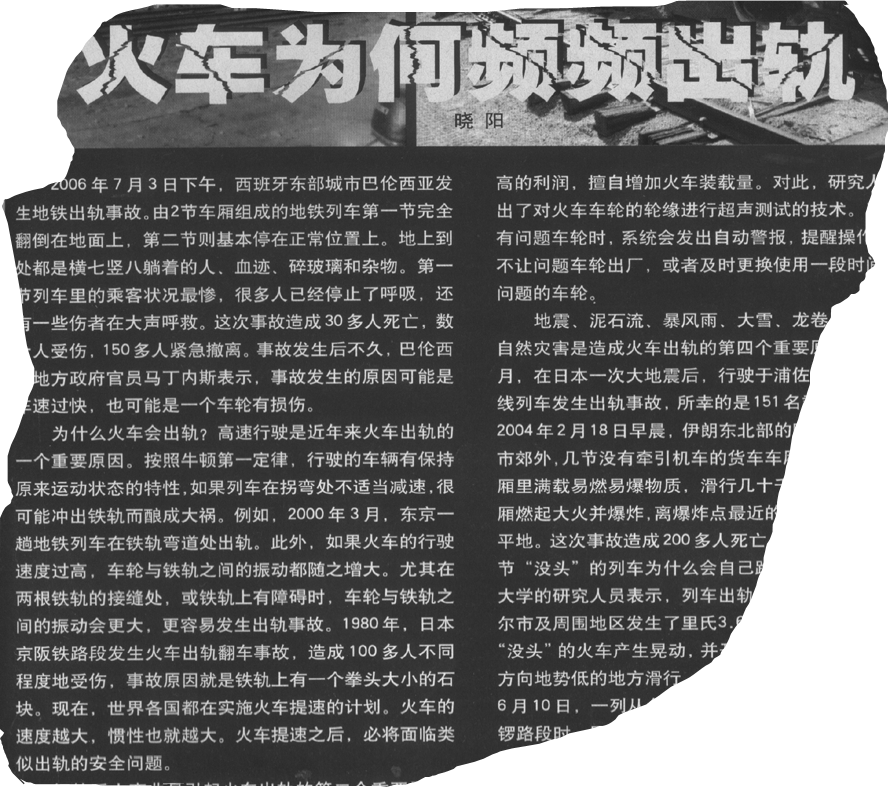 火车为何频频出轨
晓阳
2006年7月3日下午，西班牙东部城市巴伦西亚发
生地铁出轨事故。由2节车厢组成的地铁列车第一节完全
翻倒在地面上，第二节则基本停在正常位置上。地上到
处都是横七竖八躺着的人、血迹、碎玻璃和杂物。第一
节列车里的乘客状况最惨，很多人已经停止了呼吸，还
有一些伤者在大声呼救。这次事故造成30多人死亡，数
人受伤，150多人紧急撤离。事故发生后不久，巴伦西
地方政府官员马丁内斯表示，事故发生的原因可能是
车速过快，也可能是一个车轮有损伤。
为什么火车会出轨？高速行驶是近年来火车出轨的
一个重要原因。按照牛顿第一定律，行驶的车辆有保持
原来运动状态的特性，如果列车在拐弯处不适当减速，很
可能冲出铁轨而酿成大祸。例如，2000年3月，东京一
趟地铁列车在铁轨弯道处出轨。此外，如果火车的行驶
速度过高，车轮与铁轨之间的振动都随之增大。尤其在
两根铁轨的接缝处，或铁轨上有障碍时，车轮与铁轨之
间的振动会更大，更容易发生出轨事故。1980年，日本
京阪铁路段发生火车出轨翻车事故，造成100多人不同
程度地受伤，事故原因就是铁轨上有一个拳头大小的石
块。现在，世界各国都在实施火车提速的计划。火车的
速度越大，惯性也就越大。火车提速之后，必将面临类
似出轨的安全问题。
高的利润，擅自增加火车装载量。对此，研究人
出了对火车车轮的轮缘进行超声测试的技术。
有问题车轮时，系统会发出自动警报，提醒操作
不让问题车轮出厂，或者及时更换使用一段时间
问题的车轮。
地震、泥石流、暴风雨、大雪、龙卷
自然灾害是造成火车出轨的第四个重要原
月，在日本一次大地震后，行驶于浦佐
线列车发生出轨事故，所幸的是151名
2004年2月18日早晨，伊朗东北部的
市郊外，几节没有牵引机车的货车车厢
厢里满载易燃易爆物质，滑行几十千
厢燃起大火并爆炸，离爆炸点最近的
平地。这次事故造成200多人死亡
节“没头”的列车为什么会自己跑
大学的研究人员表示，列车出轨
尔市及周围地区发生了里氏3.6
“没头”的火车产生晃动，并
方向地势低的地方滑行
6月10日，一列从
锣路段时